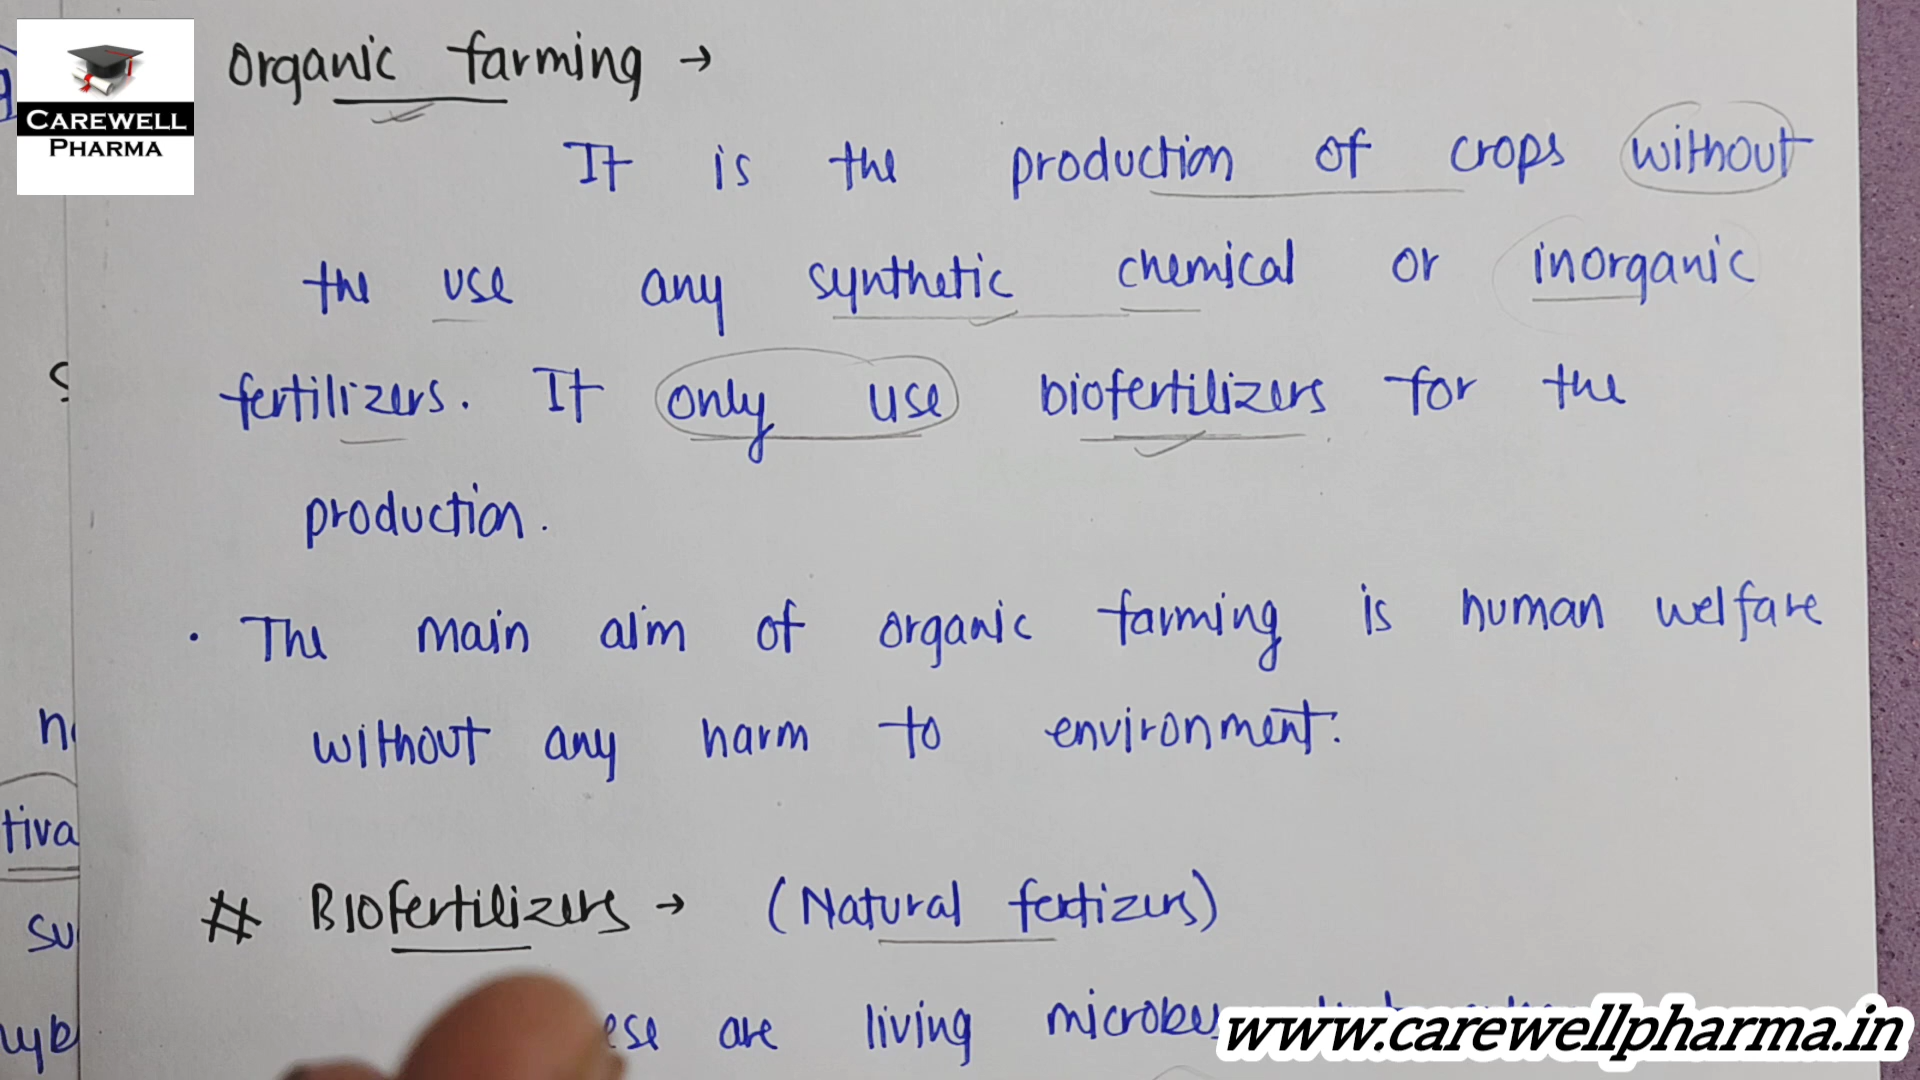 CAREWELL
PHARMA
organic farming →
It is the production of crops without
the use any synthetic chemical or inorganic
fertilizers. It only use biofertilizers for the
production.
· The main aim of organic farming is human welfare
without any harm to environment.
# Biofertilizers → (Natural fertizers)
are living
www.carewellpharma.in